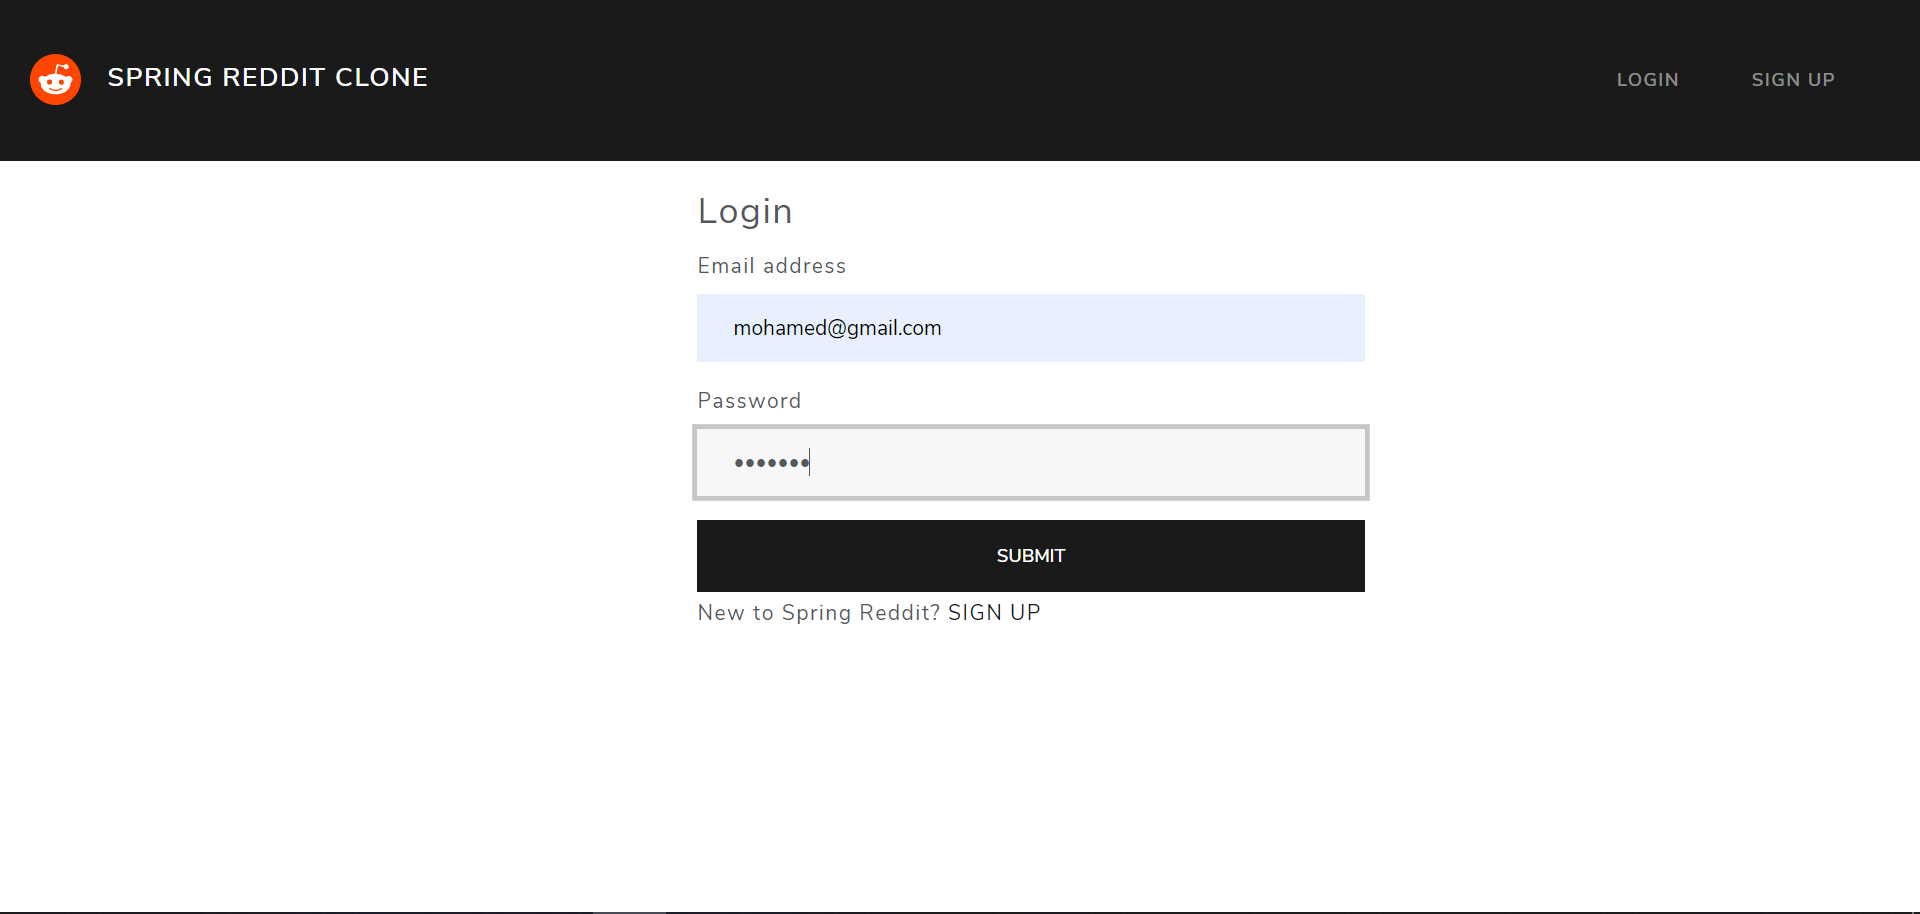 SPRING REDDIT CLONE
LOGIN
SIGN UP
Login
Email address
mohamed@gmail.com
Password
•••••••
SUBMIT
New to Spring Reddit? SIGN UP